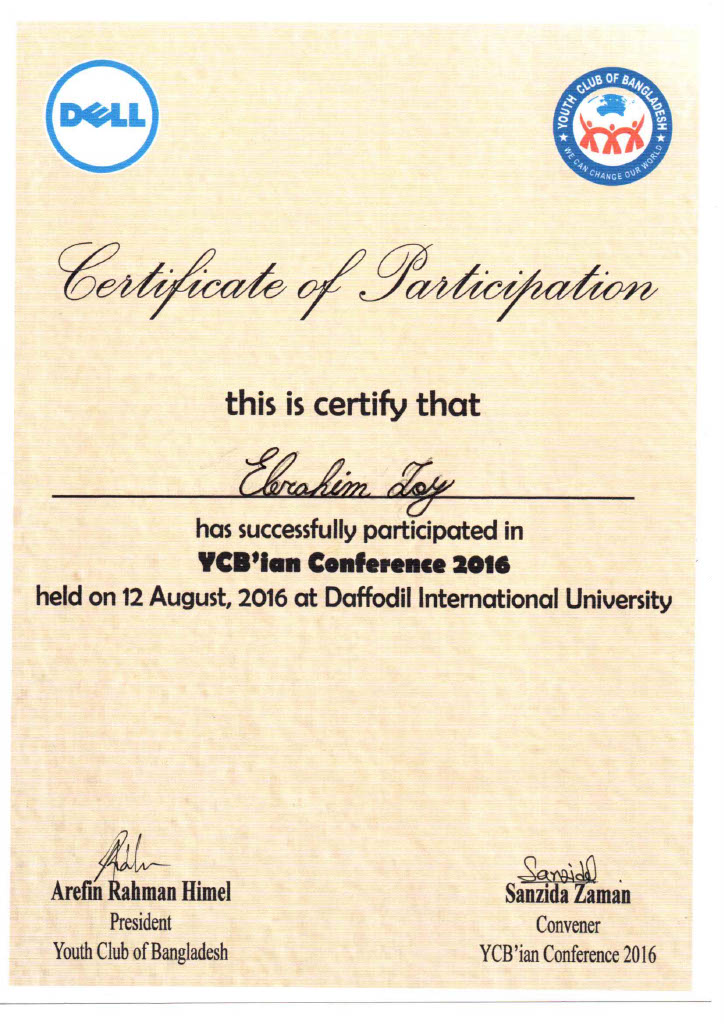 DELL
YOUTH CLUB OF BANGLADESH
WE CAN CHANGE OUR WORLD
Certificate of Participation
this is certify that
Ebrahim Joy
has successfully participated in
YCB'ian Conference 2016
held on 12 August, 2016 at Daffodil International University
Sanzida
Arefin Rahman Himel
President
Youth Club of Bangladesh
Sanzida Zaman
Convener
YCB'ian Conference 2016